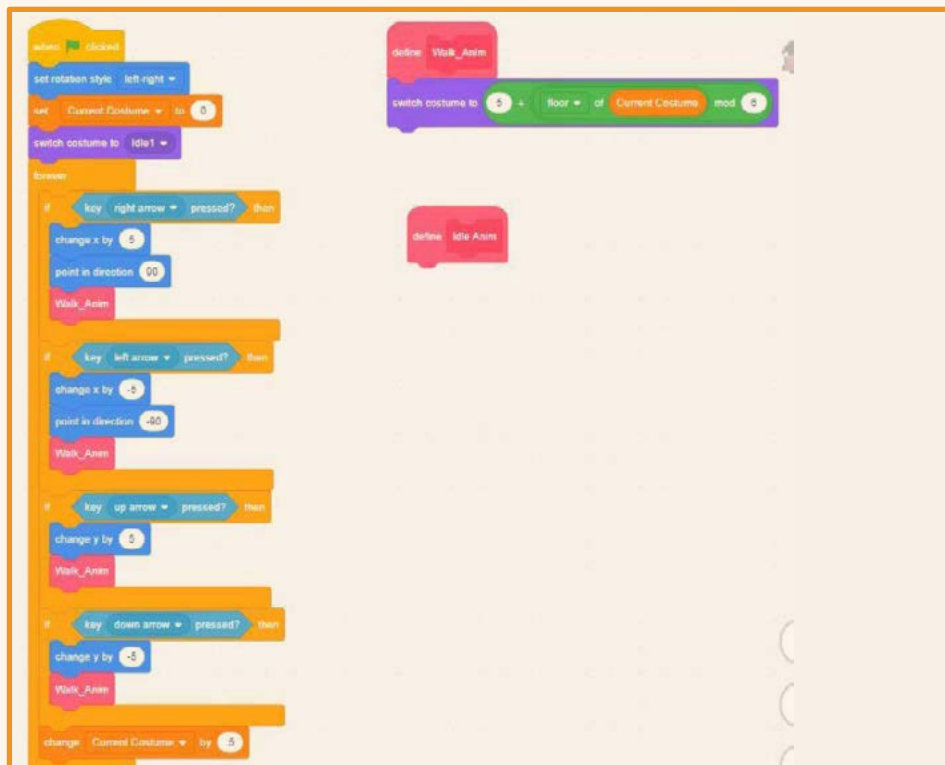 when clicked
set rotation style left-right
set Current Costume to 0
switch costume to Idle1
forever
if key right arrow pressed? then
change x by 5
point in direction 90
Walk_Anim
if key left arrow pressed? then
change x by -5
point in direction -90
Walk_Anim
if key up arrow pressed? then
change y by 5
Walk_Anim
if key down arrow pressed? then
change y by -5
Walk_Anim
change Current Costume by .5
define Walk_Anim
switch costume to 5 + floor of Current Costume mod 6
define Idle Anim